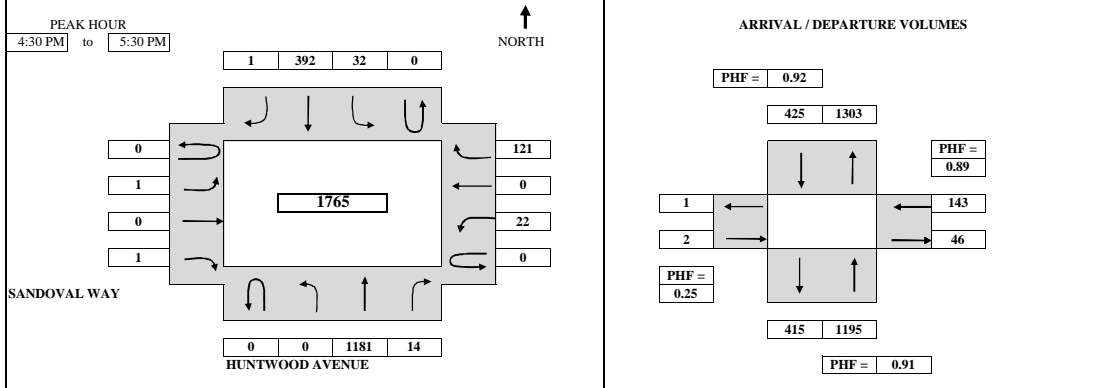 PEAK HOUR
4:30 PM to 5:30 PM
NORTH
1 392 32 0
0 121
1 0
1765
0 22
1 0
SANDOVAL WAY
0 0 1181 14
HUNTWOOD AVENUE
ARRIVAL / DEPARTURE VOLUMES
PHF = 0.92
425 1303
PHF =
0.89
1 143
2 46
PHF =
0.25
415 1195
PHF = 0.91